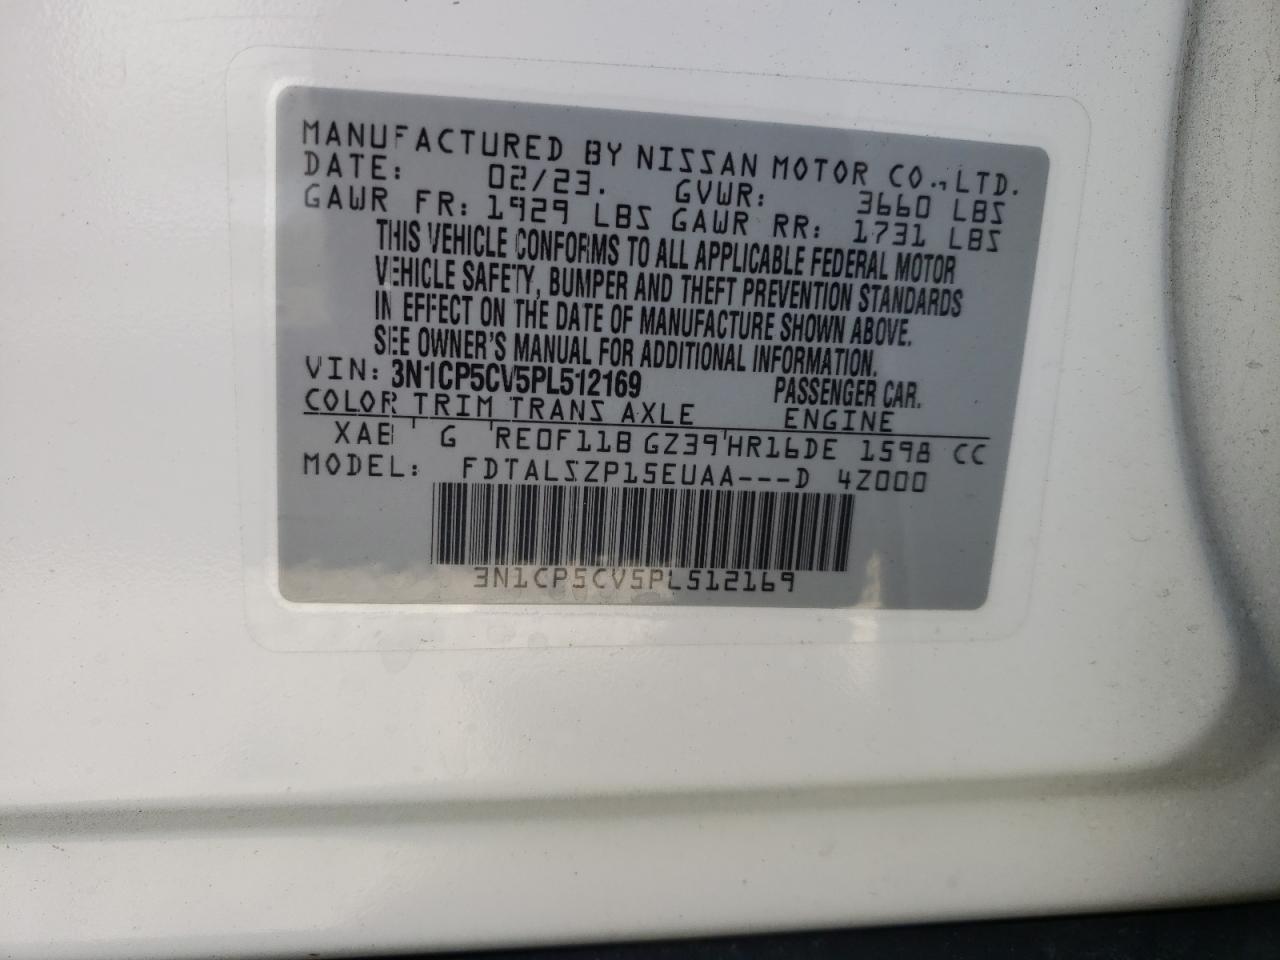 MANUFACTURED BY NISSAN MOTOR CO., LTD.
DATE: 02/23. GVWR: 3660 LBS
GAWR FR: 1929 LBS GAWR RR: 1731 LBS
THIS VEHICLE CONFORMS TO ALL APPLICABLE FEDERAL MOTOR
VEHICLE SAFETY, BUMPER AND THEFT PREVENTION STANDARDS
IN EFFECT ON THE DATE OF MANUFACTURE SHOWN ABOVE.
SEE OWNER'S MANUAL FOR ADDITIONAL INFORMATION.
VIN: 3N1CP5CV5PL512169 PASSENGER CAR.
COLOR TRIM TRANS AXLE ENGINE
XAB G RE0F11B GZ39 HR16DE 1598 CC
MODEL: FDTALSZP15EUAA---D 4Z000
3N1CP5CV5PL512169